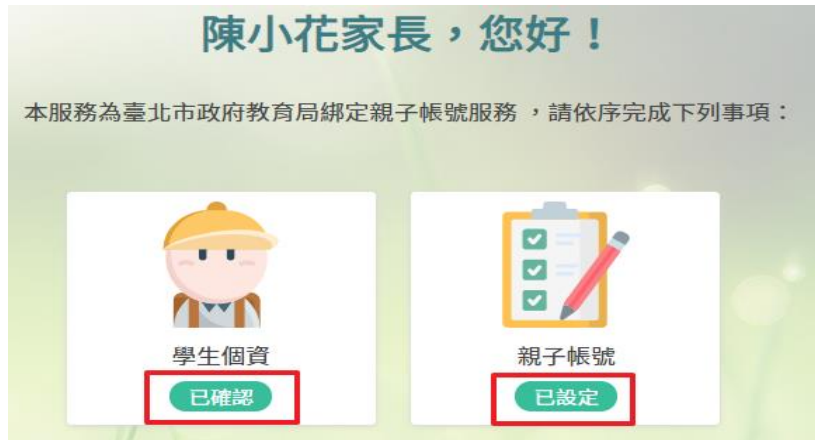 陳小花家長，您好！
本服務為臺北市政府教育局綁定親子帳號服務 ，請依序完成下列事項：
學生個資
已確認
親子帳號
已設定